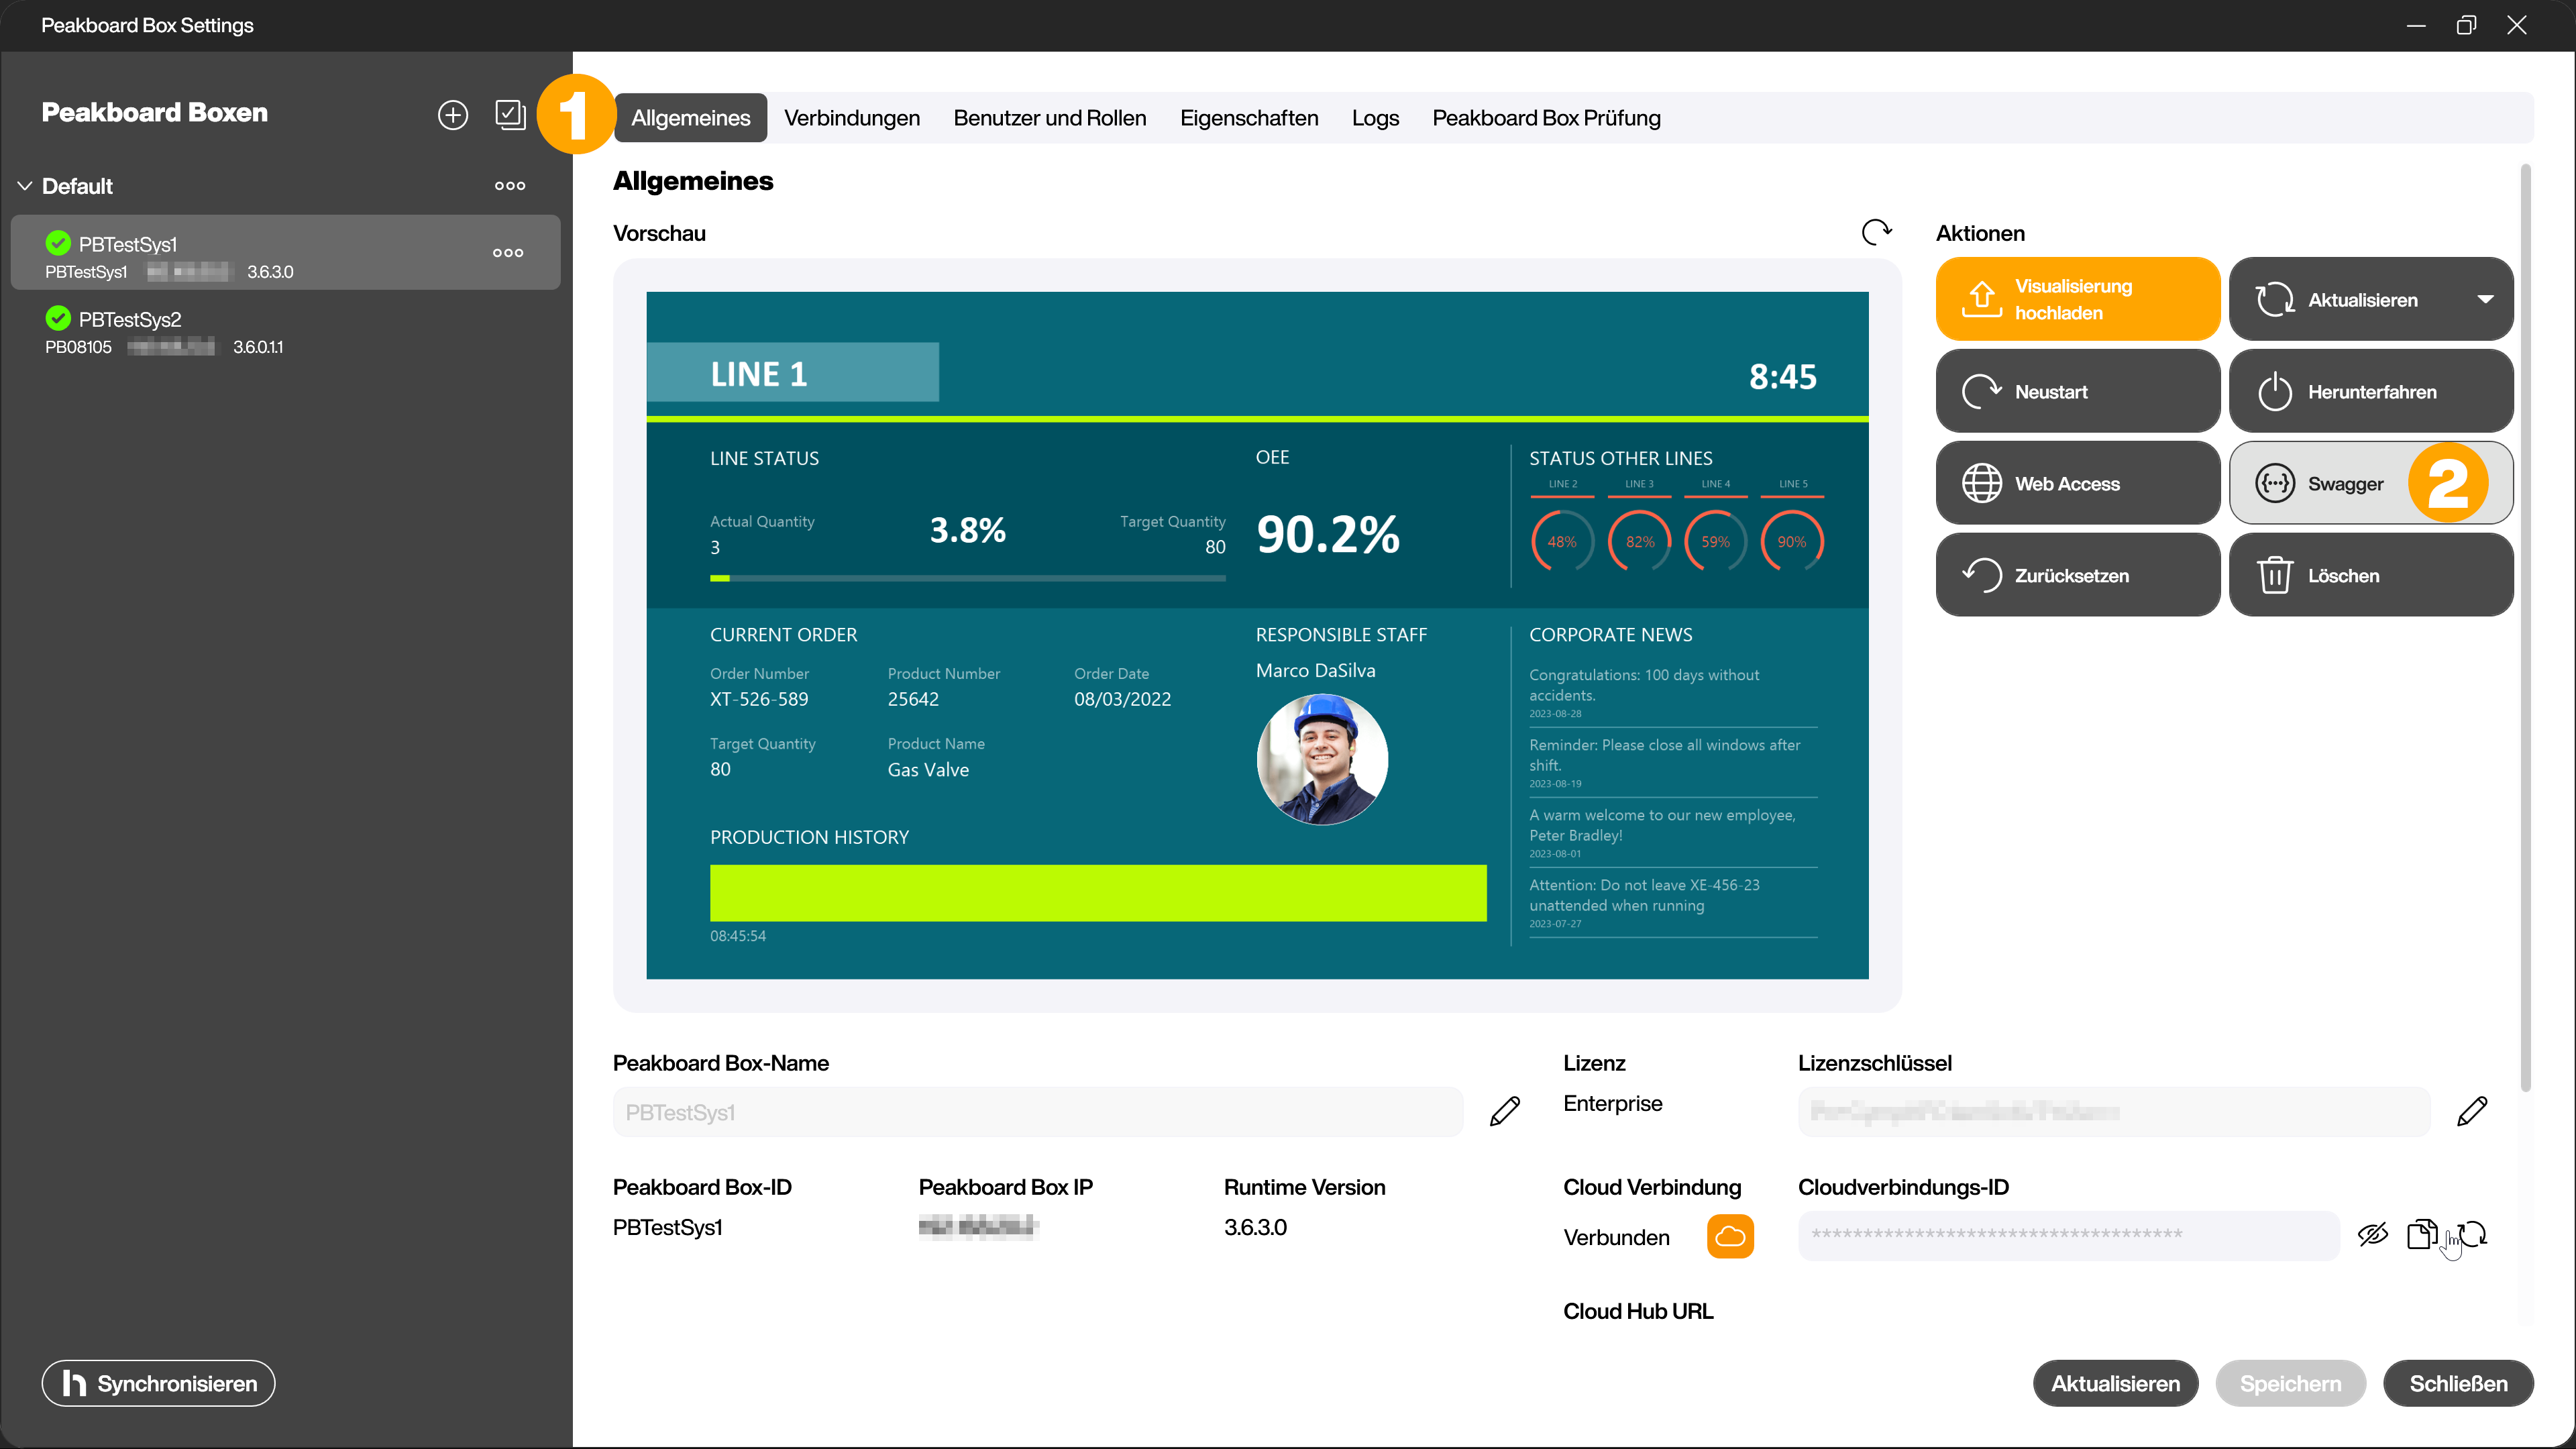 Peakboard Box Settings
Peakboard Boxen
Default
PBTestSys1
PBTestSys1 3.6.3.0
PBTestSys2
PB08105 3.6.0.1.1
Synchronisieren
1
Allgemeines Verbindungen Benutzer und Rollen Eigenschaften Logs Peakboard Box Prüfung
Allgemeines
Vorschau
LINE 1
8:45
LINE STATUS
Actual Quantity
3
3.8%
Target Quantity
80
OEE
90.2%
STATUS OTHER LINES
LINE 2 LINE 3 LINE 4 LINE 5
48% 82% 59% 90%
CURRENT ORDER
Order Number Product Number Order Date
XT-526-589 25642 08/03/2022
Target Quantity Product Name
80 Gas Valve
RESPONSIBLE STAFF
Marco DaSilva
CORPORATE NEWS
Congratulations: 100 days without
accidents.
2023-08-28
Reminder: Please close all windows after
shift.
2023-08-19
A warm welcome to our new employee,
Peter Bradley!
2023-08-01
Attention: Do not leave XE-456-23
unattended when running
2023-07-27
PRODUCTION HISTORY
08:45:54
Aktionen
Visualisierung
hochladen
Aktualisieren
Neustart
Herunterfahren
Web Access
Swagger
2
Zurücksetzen
Löschen
Peakboard Box-Name
PBTestSys1
Lizenz
Enterprise
Lizenzschlüssel
Peakboard Box-ID
PBTestSys1
Peakboard Box IP
Runtime Version
3.6.3.0
Cloud Verbindung
Verbunden
Cloudverbindungs-ID
************************************
Cloud Hub URL
Aktualisieren Speichern Schließen